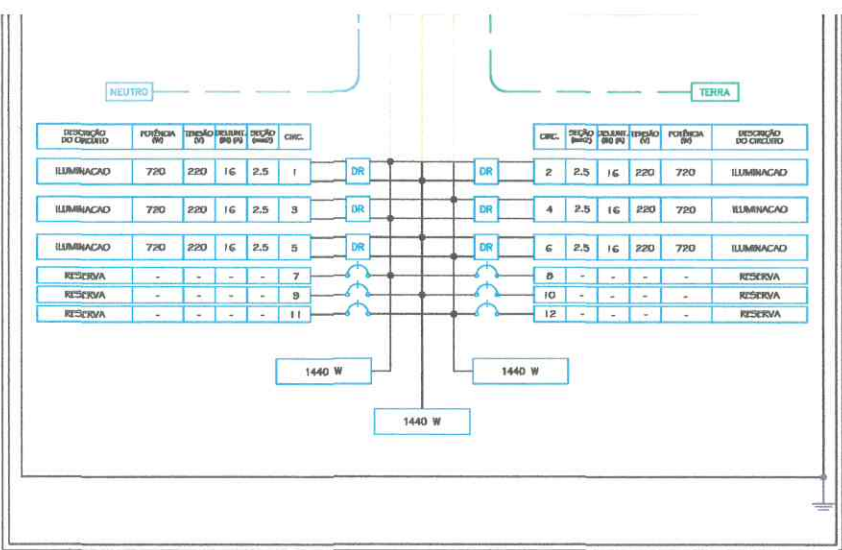 NEUTRO
TERRA
DESCRIÇÃO DO CIRCUITO POTÊNCIA (W) TENSÃO (V) DISJUNT. (IN) (A) SEÇÃO (mm2) CIRC.
CIRC. SEÇÃO (mm2) DISJUNT. (IN) (A) TENSÃO (V) POTÊNCIA (W) DESCRIÇÃO DO CIRCUITO
ILUMINACAO 720 220 16 2.5 1 DR DR 2 2.5 16 220 720 ILUMINACAO
ILUMINACAO 720 220 16 2.5 3 DR DR 4 2.5 16 220 720 ILUMINACAO
ILUMINACAO 720 220 16 2.5 5 DR DR 6 2.5 16 220 720 ILUMINACAO
RESERVA - - - - 7 8 - - - - RESERVA
RESERVA - - - - 9 10 - - - - RESERVA
RESERVA - - - - 11 12 - - - - RESERVA
1440 W 1440 W
1440 W